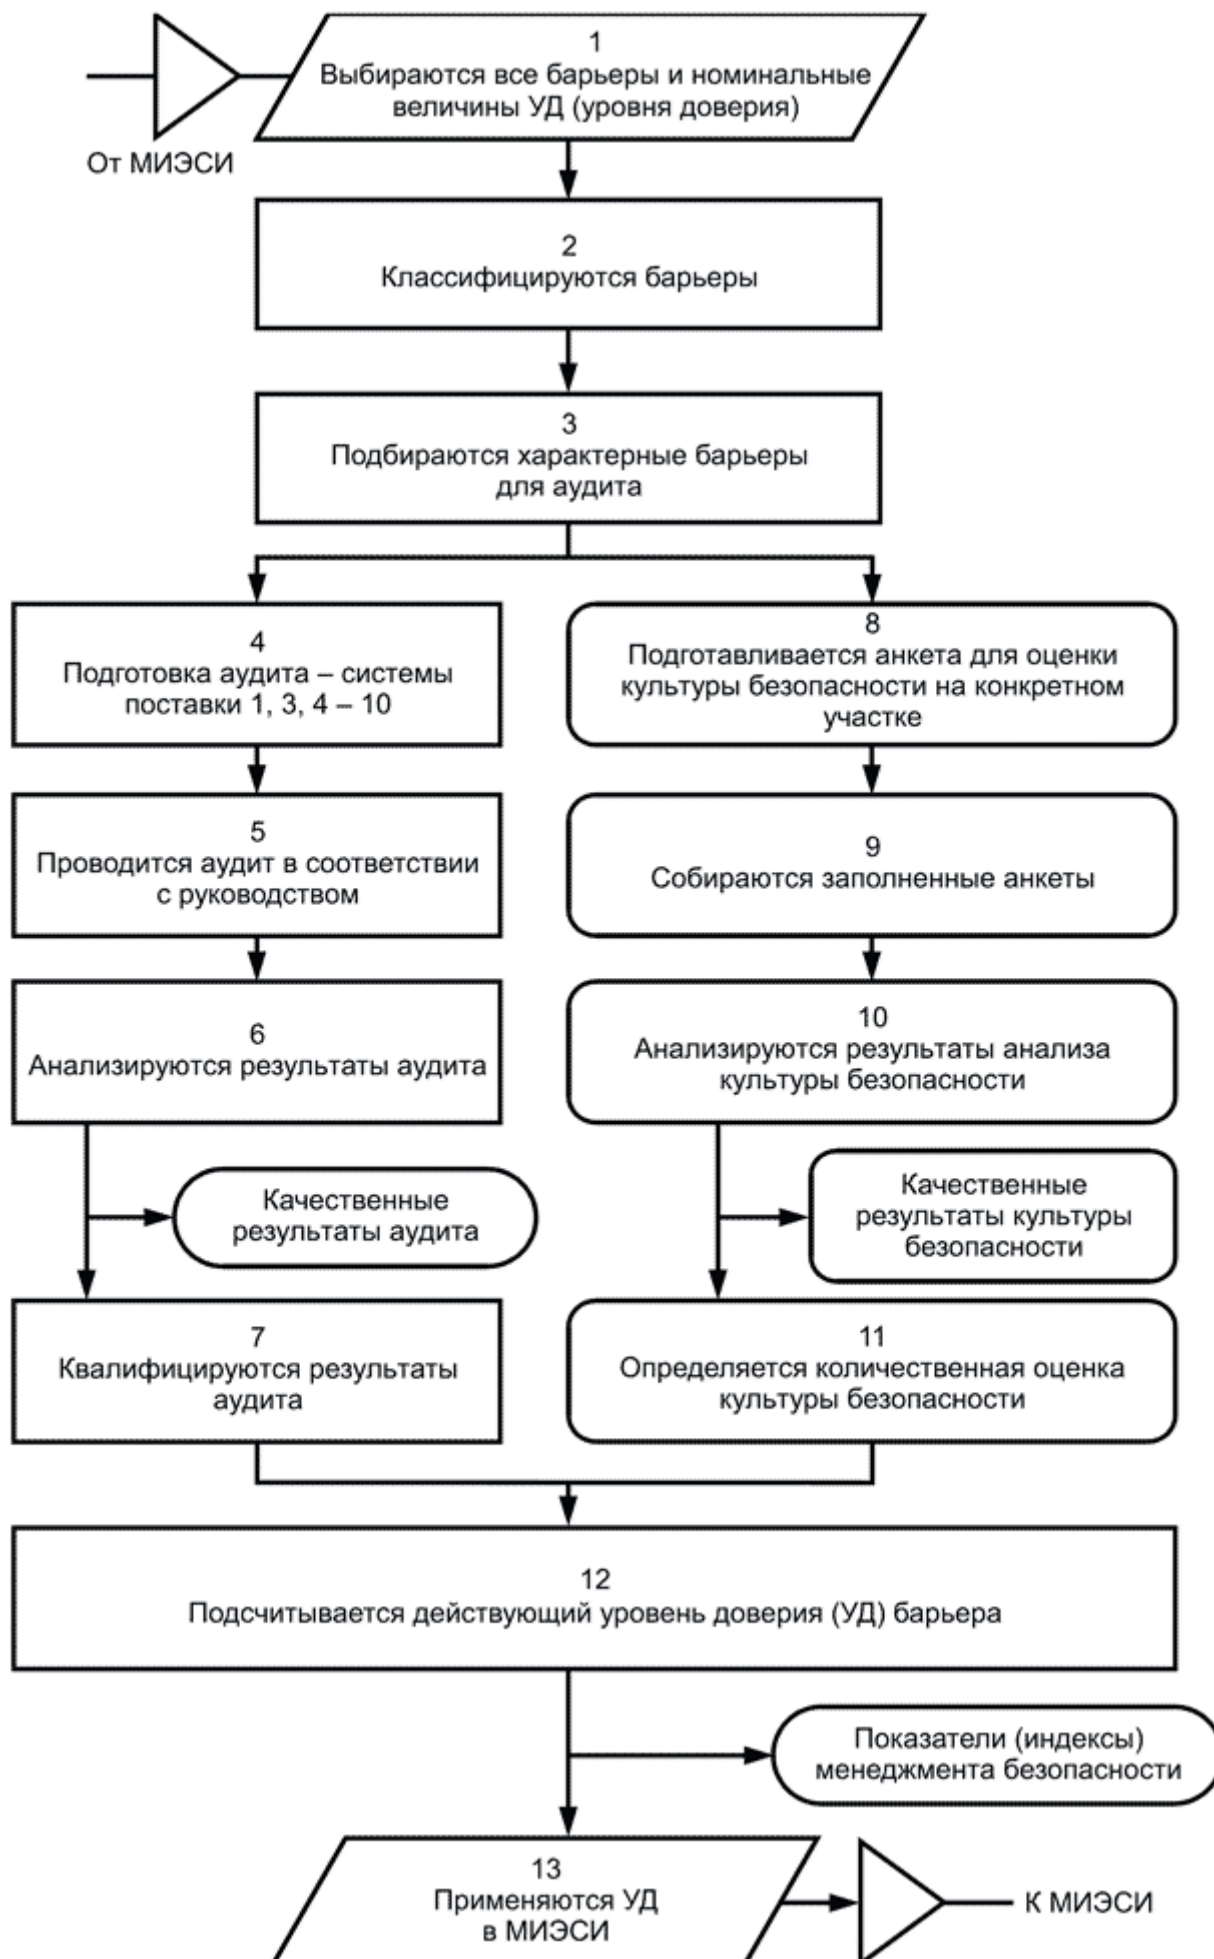 1
Выбираются все барьеры и номинальные
величины УД (уровня доверия)
От МИЭСИ
2
Классифицируются барьеры
3
Подбираются характерные барьеры
для аудита
4
Подготовка аудита – системы
поставки 1, 3, 4 – 10
5
Проводится аудит в соответствии
с руководством
6
Анализируются результаты аудита
Качественные
результаты аудита
7
Квалифицируются результаты
аудита
8
Подготавливается анкета для оценки
культуры безопасности на конкретном
участке
9
Собираются заполненные анкеты
10
Анализируются результаты анализа
культуры безопасности
Качественные
результаты культуры
безопасности
11
Определяется количественная оценка
культуры безопасности
12
Подсчитывается действующий уровень доверия (УД) барьера
Показатели (индексы)
менеджмента безопасности
13
Применяются УД
в МИЭСИ
К МИЭСИ